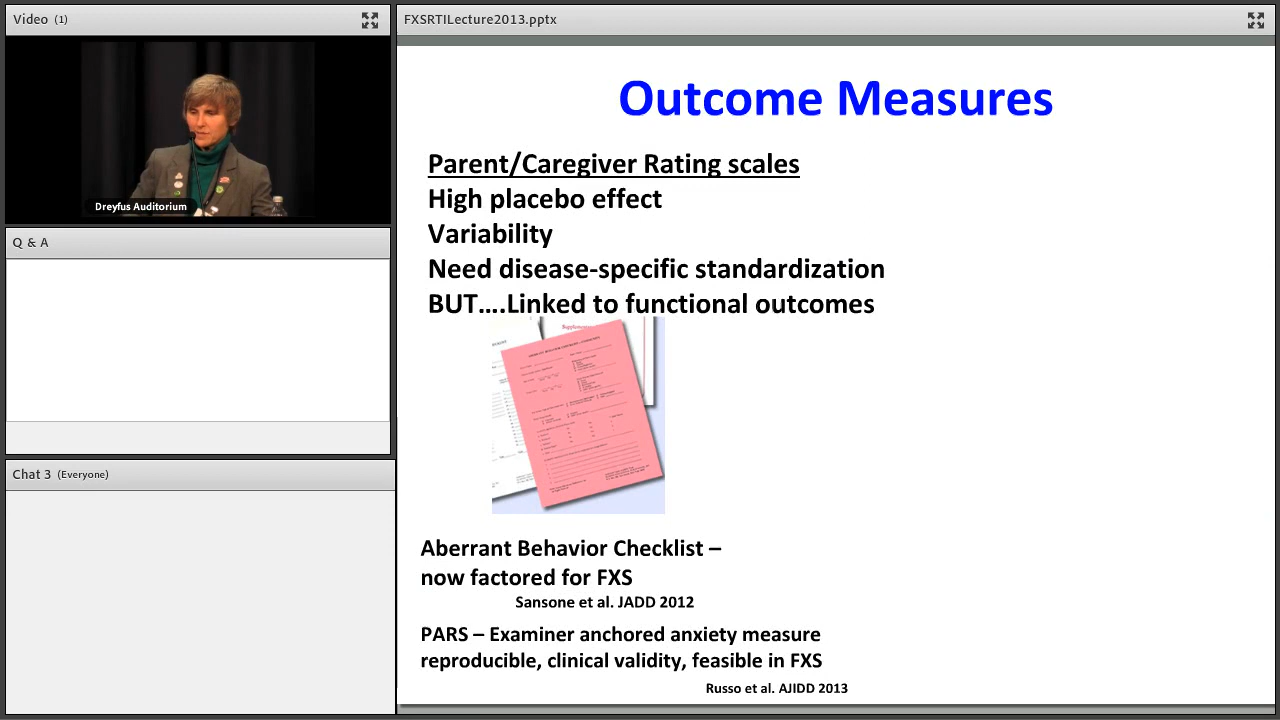 Video (1)
FXSRTILecture2013.pptx
Dreyfus Auditorium
Q & A
Chat 3 (Everyone)
Outcome Measures
Parent/Caregiver Rating scales
High placebo effect
Variability
Need disease-specific standardization
BUT....Linked to functional outcomes
Aberrant Behavior Checklist –
now factored for FXS
Sansone et al. JADD 2012
PARS – Examiner anchored anxiety measure
reproducible, clinical validity, feasible in FXS
Russo et al. AJIDD 2013